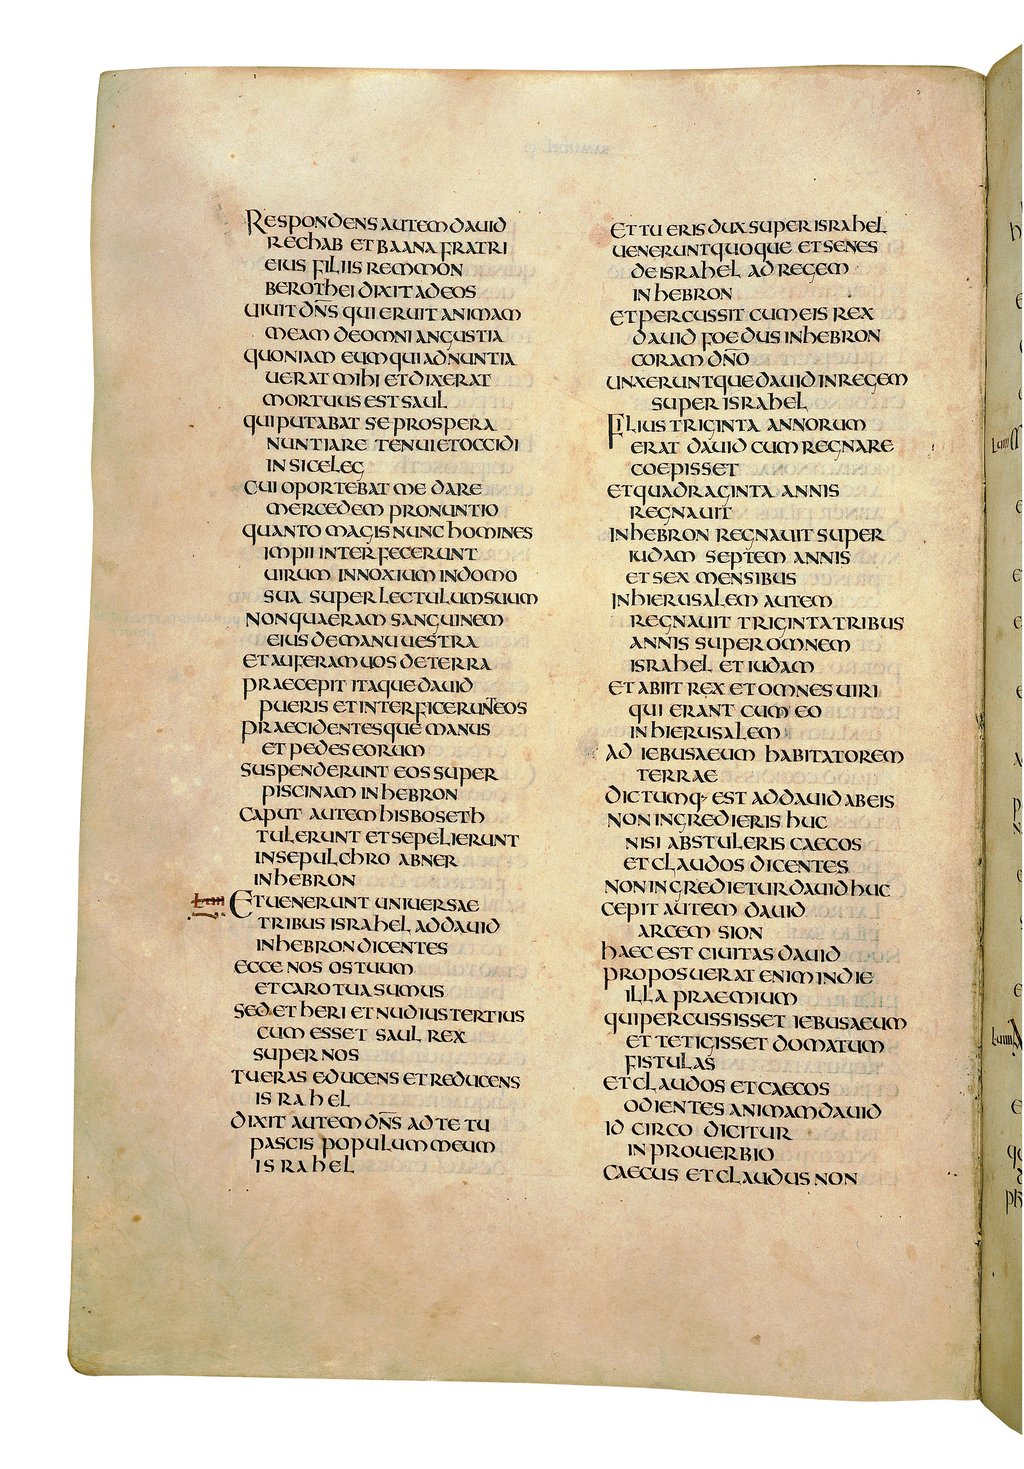 Respondens autem dauid
rechab et baana fratri
eius filiis remmon
berothei dixit ad eos
uiuit dn̅s qui eruit animam
meam de omni angustia
quoniam eum qui adnuntia
uerat mihi et dixerat
mortuus est saul
qui putabat se prospera
nuntiare tenui et occidi
in siceleg
cui oportebat me dare
mercedem pro nuntio
quanto magis nunc homines
impii interfecerunt
uirum innoxium in domo
sua super lectulum suum
non quaeram sanguinem
eius de manu uestra
et auferam uos de terra
praecepit itaque dauid
pueris et interficerunt eos
praecidentesque manus
et pedes eorum
suspenderunt eos super
piscinam in hebron
caput autem hisboseth
tulerunt et sepelierunt
in sepulchro abner
in hebron
Et uenerunt uniuersae
tribus israhel ad dauid
in hebron dicentes
ecce nos os tuum
et caro tua sumus
sed et heri et nudius tertius
cum esset saul rex
super nos
tu eras educens et reducens
israhel
dixit autem dn̅s ad te tu
pascis populum meum
israhel
et tu eris dux super israhel
uenerunt quoque et senes
de israhel ad regem
in hebron
et percussit cum eis rex
dauid foedus in hebron
coram dn̅o
unxeruntque dauid in regem
super israhel
Filius triginta annorum
erat dauid cum regnare
coepisset
et quadraginta annis
regnauit
in hebron regnauit super
iudam septem annis
et sex mensibus
in hierusalem autem
regnauit triginta tribus
annis super omnem
israhel et iudam
et abiit rex et omnes uiri
qui erant cum eo
in hierusalem
ad iebusaeum habitatorem
terrae
dictumq· est ad dauid ab eis
non ingredieris huc
nisi abstuleris caecos
et claudos dicentes
non ingredietur dauid huc
cepit autem dauid
arcem sion
haec est ciuitas dauid
proposuerat enim in die
illa praemium
qui percussisset iebusaeum
et tetigisset domatum
fistulas
et claudos et caecos
odientes animam dauid
id circo dicitur
in prouerbio
caecus et claudus non